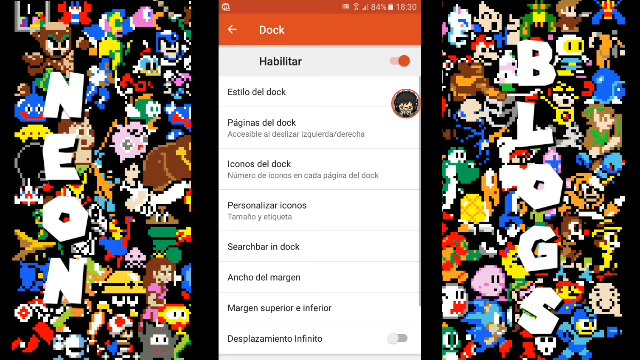 NEON
84% 18:30
Dock
Habilitar
Estilo del dock
Páginas del dock
Accesible al deslizar izquierda/derecha
Iconos del dock
Número de iconos en cada página del dock
Personalizar iconos
Tamaño y etiqueta
Searchbar in dock
Ancho del margen
Margen superior e inferior
Desplazamiento Infinito
BLOGS